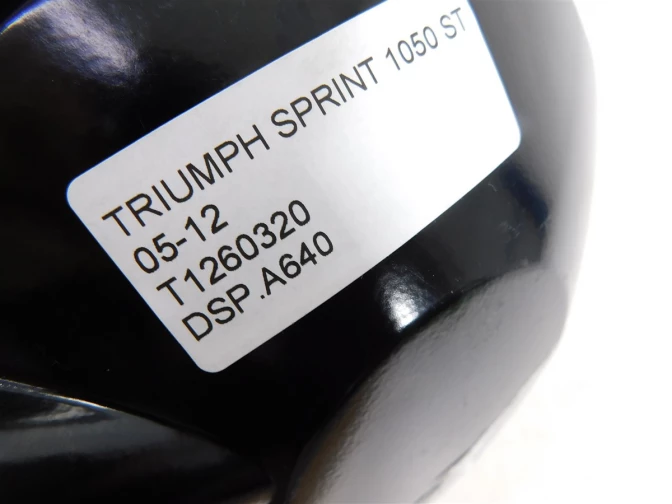 TRIUMPH SPRINT 1050 ST
05-12
T1260320
DSP.A640